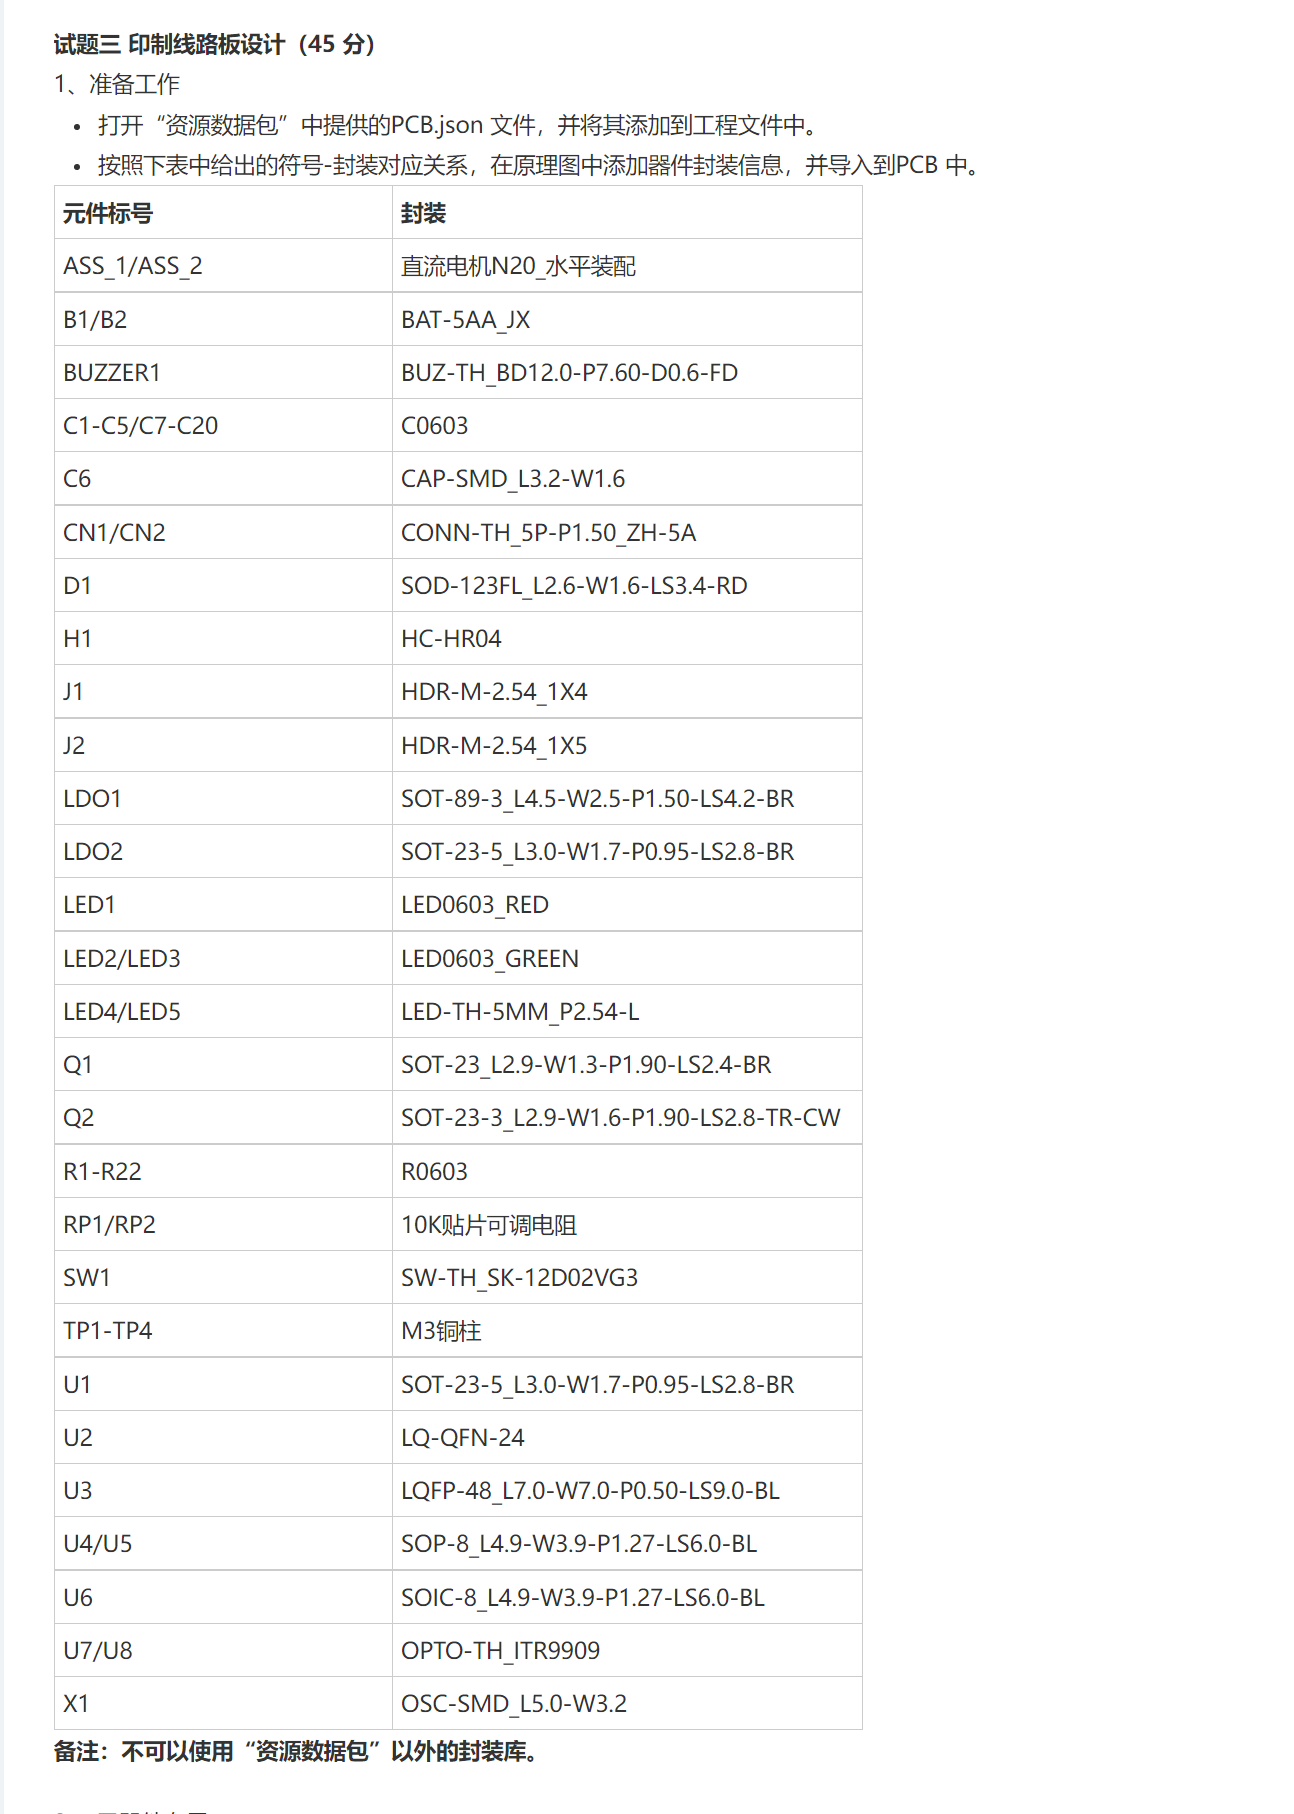 试题三 印制线路板设计（45 分）
1、准备工作
• 打开“资源数据包”中提供的PCB.json 文件，并将其添加到工程文件中。
• 按照下表中给出的符号-封装对应关系，在原理图中添加器件封装信息，并导入到PCB 中。
元件标号 封装
ASS_1/ASS_2 直流电机N20_水平装配
B1/B2 BAT-5AA_JX
BUZZER1 BUZ-TH_BD12.0-P7.60-D0.6-FD
C1-C5/C7-C20 C0603
C6 CAP-SMD_L3.2-W1.6
CN1/CN2 CONN-TH_5P-P1.50_ZH-5A
D1 SOD-123FL_L2.6-W1.6-LS3.4-RD
H1 HC-HR04
J1 HDR-M-2.54_1X4
J2 HDR-M-2.54_1X5
LDO1 SOT-89-3_L4.5-W2.5-P1.50-LS4.2-BR
LDO2 SOT-23-5_L3.0-W1.7-P0.95-LS2.8-BR
LED1 LED0603_RED
LED2/LED3 LED0603_GREEN
LED4/LED5 LED-TH-5MM_P2.54-L
Q1 SOT-23_L2.9-W1.3-P1.90-LS2.4-BR
Q2 SOT-23-3_L2.9-W1.6-P1.90-LS2.8-TR-CW
R1-R22 R0603
RP1/RP2 10K贴片可调电阻
SW1 SW-TH_SK-12D02VG3
TP1-TP4 M3铜柱
U1 SOT-23-5_L3.0-W1.7-P0.95-LS2.8-BR
U2 LQ-QFN-24
U3 LQFP-48_L7.0-W7.0-P0.50-LS9.0-BL
U4/U5 SOP-8_L4.9-W3.9-P1.27-LS6.0-BL
U6 SOIC-8_L4.9-W3.9-P1.27-LS6.0-BL
U7/U8 OPTO-TH_ITR9909
X1 OSC-SMD_L5.0-W3.2
备注：不可以使用“资源数据包”以外的封装库。